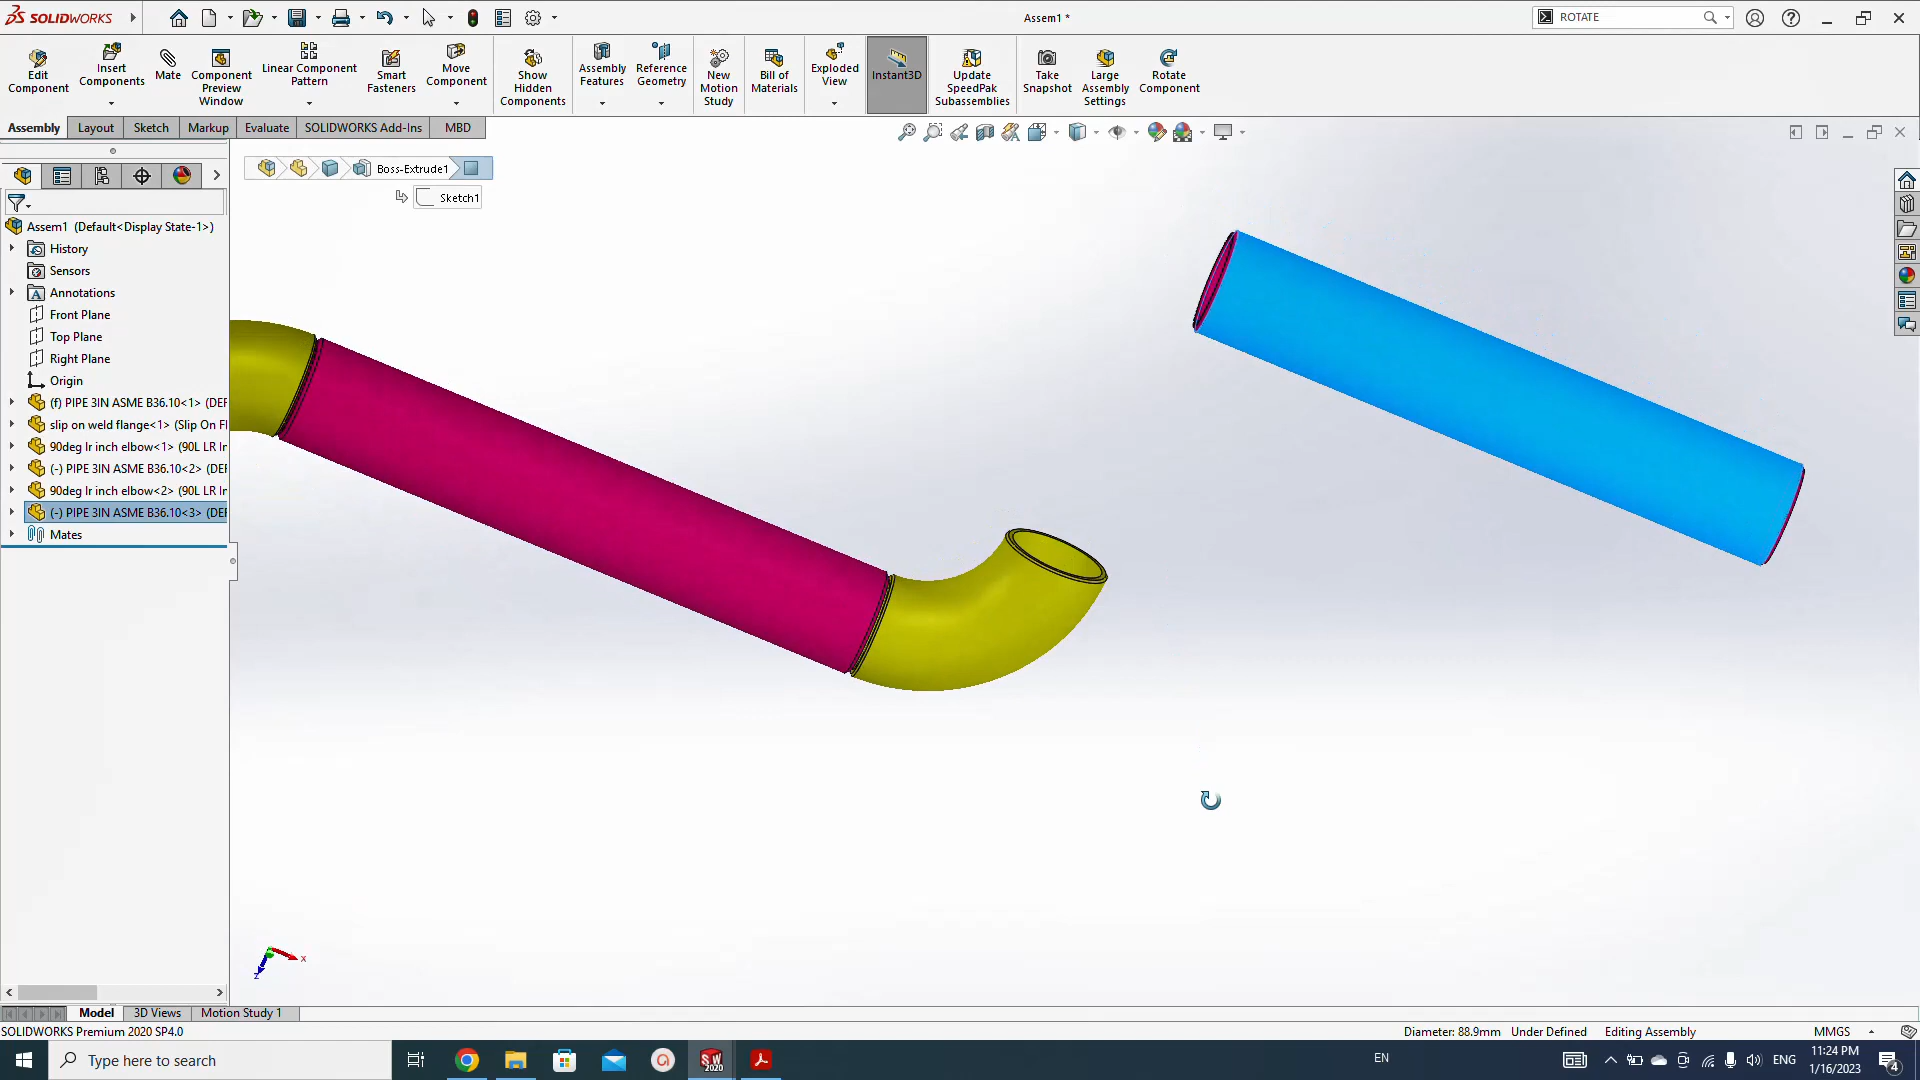 SOLIDWORKS
Assem1 *
ROTATE
Edit Component
Insert Components
Mate
Component Preview Window
Linear Component Pattern
Smart Fasteners
Move Component
Show Hidden Components
Assembly Features
Reference Geometry
New Motion Study
Bill of Materials
Exploded View
Instant3D
Update SpeedPak Subassemblies
Take Snapshot
Large Assembly Settings
Rotate Component
Assembly
Layout
Sketch
Markup
Evaluate
SOLIDWORKS Add-Ins
MBD
Boss-Extrude1
Sketch1
Assem1 (Default<Display State-1>)
History
Sensors
Annotations
Front Plane
Top Plane
Right Plane
Origin
(f) PIPE 3IN ASME B36.10<1> (DEF
slip on weld flange<1> (Slip On Fl
90deg lr inch elbow<1> (90L LR In
(-) PIPE 3IN ASME B36.10<2> (DEF
90deg lr inch elbow<2> (90L LR In
(-) PIPE 3IN ASME B36.10<3> (DEF
Mates
x
z
Model
3D Views
Motion Study 1
SOLIDWORKS Premium 2020 SP4.0
Diameter: 88.9mm
Under Defined
Editing Assembly
MMGS
Type here to search
SW
2020
EN
ENG
11:24 PM
1/16/2023
4